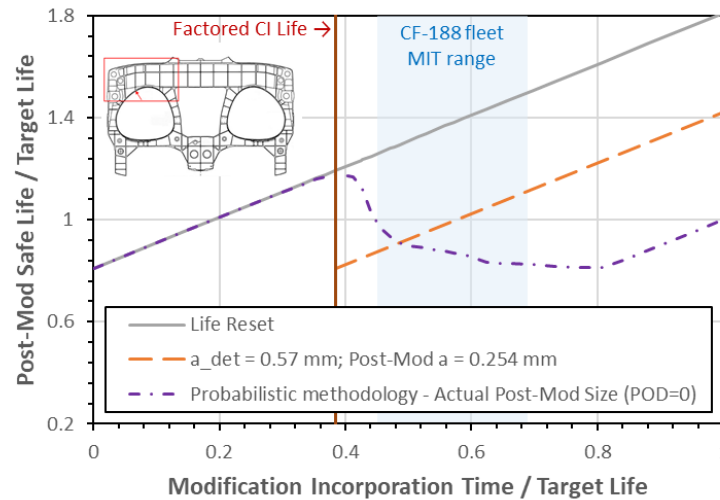 Factored CI Life →
CF-188 fleet
MIT range
1.8
1.4
1
0.6
0.2
Post-Mod Safe Life / Target Life
Life Reset
a_det = 0.57 mm; Post-Mod a = 0.254 mm
Probabilistic methodology - Actual Post-Mod Size (POD=0)
0
0.2
0.4
0.6
0.8
Modification Incorporation Time / Target Life